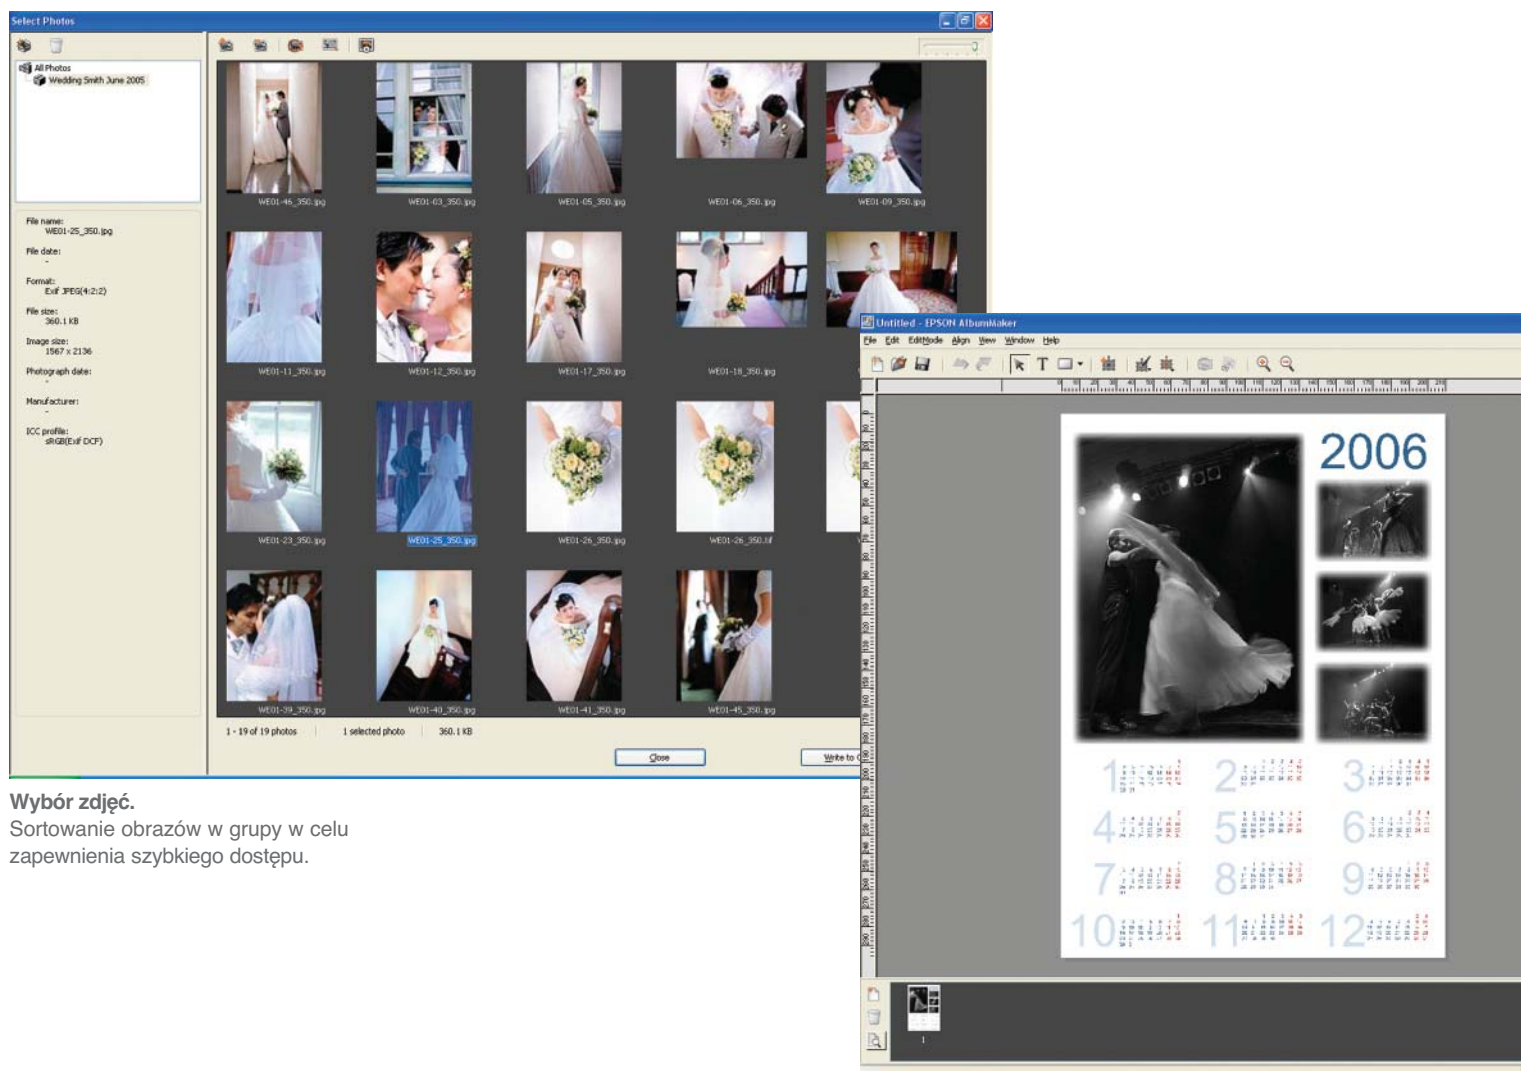 Select Photos
All Photos
Wedding Smith June 2005
File name:
WE01-25_350.jpg
File date:
-
Format:
Exif JPEG(4:2:2)
File size:
360.1 KB
Image size:
1567 x 2136
Photograph date:
-
Manufacturer:
-
ICC profile:
sRGB(Exif DCF)
WE01-46_350.jpg
WE01-03_350.jpg
WE01-05_350.jpg
WE01-06_350.jpg
WE01-09_350.jpg
WE01-11_350.jpg
WE01-12_350.jpg
WE01-17_350.jpg
WE01-18_350.jpg
WE01-23_350.jpg
WE01-25_350.jpg
WE01-26_350.jpg
WE01-26_350.tif
WE01-39_350.jpg
WE01-40_350.jpg
WE01-41_350.jpg
WE01-45_350.jpg
1 - 19 of 19 photos
1 selected photo
360.1 KB
Close
Write to
Wybór zdjęć.
Sortowanie obrazów w grupy w celu
zapewnienia szybkiego dostępu.
Untitled - EPSON AlbumMaker
File Edit EditMode Align View Window Help
T
2006
1 2 3
4 5 6
7 8 9
10 11 12
1